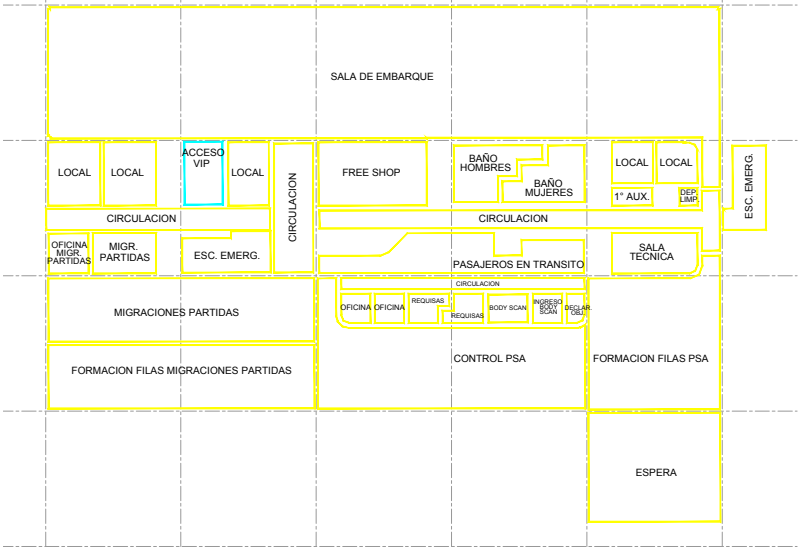 SALA DE EMBARQUE
LOCAL
LOCAL
ACCESO
VIP
LOCAL
CIRCULACION
FREE SHOP
BAÑO
HOMBRES
BAÑO
MUJERES
LOCAL
LOCAL
1° AUX.
DEP.
LIMP.
ESC. EMERG.
CIRCULACION
CIRCULACION
OFICINA
MIGR.
PARTIDAS
MIGR.
PARTIDAS
ESC. EMERG.
PASAJEROS EN TRANSITO
SALA
TECNICA
CIRCULACION
MIGRACIONES PARTIDAS
OFICINA
OFICINA
REQUISAS
REQUISAS
BODY SCAN
INGRESO
BODY
SCAN
DECLAR.
OBJ.
FORMACION FILAS MIGRACIONES PARTIDAS
CONTROL PSA
FORMACION FILAS PSA
ESPERA